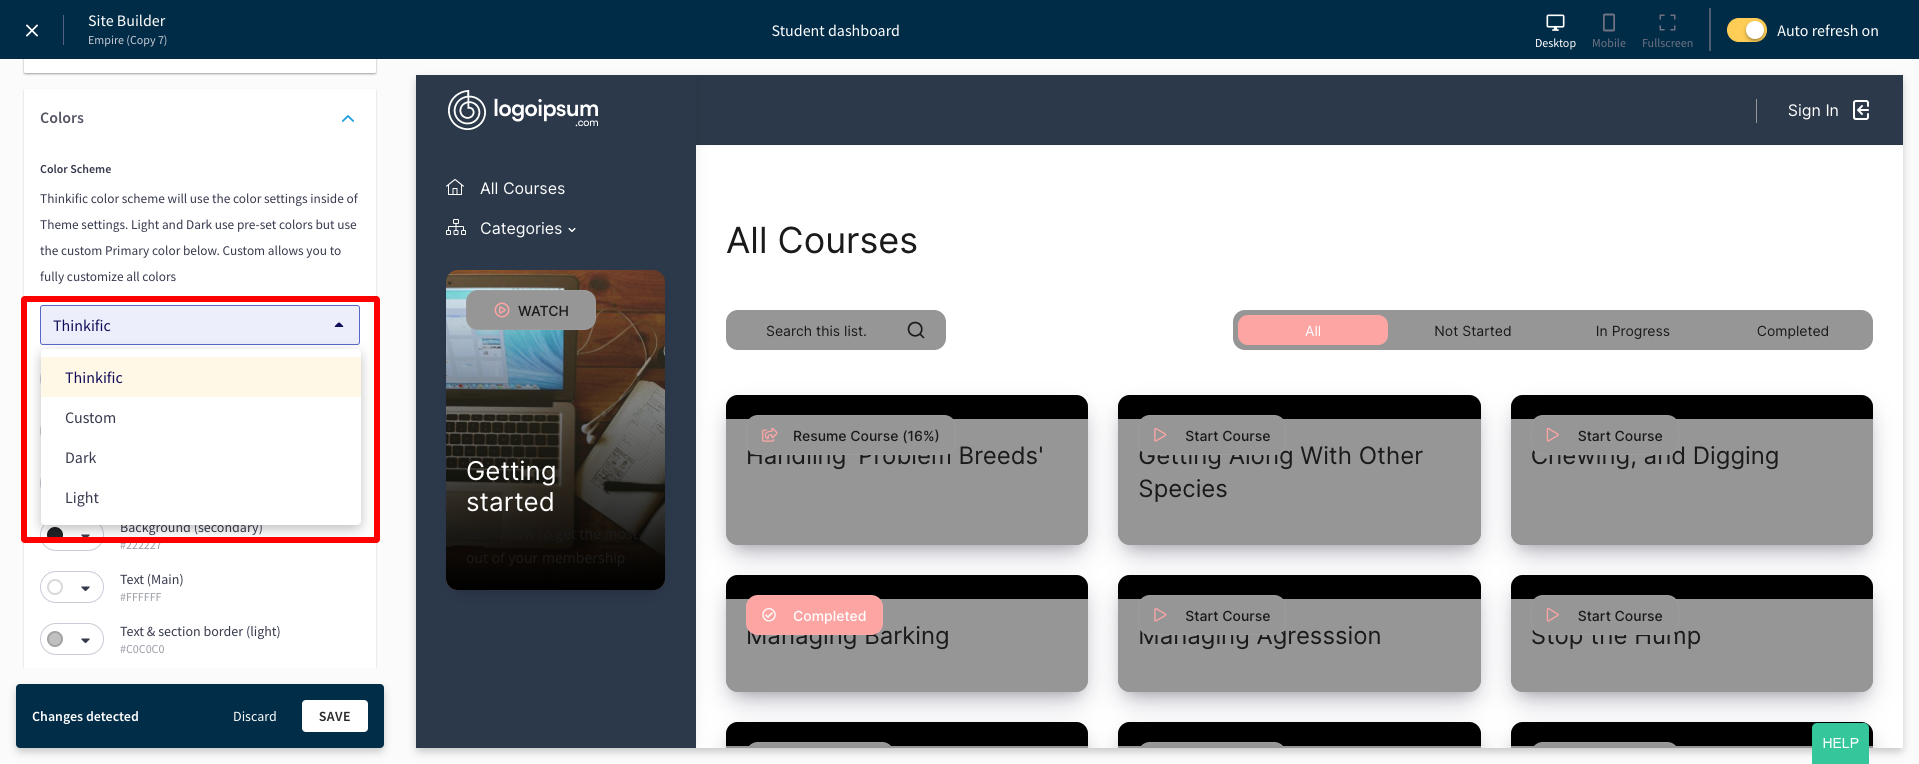 Site Builder
Empire (Copy 7)
Student dashboard
Desktop
Mobile
Fullscreen
Auto refresh on
Colors
Color Scheme
Thinkific color scheme will use the color settings inside of
Theme settings. Light and Dark use pre-set colors but use
the custom Primary color below. Custom allows you to
fully customize all colors
Thinkific
Thinkific
Custom
Dark
Light
Background (secondary)
#222227
Text (Main)
#FFFFFF
Text & section border (light)
#C0C0C0
Changes detected
Discard
SAVE
logoipsum
.com
Sign In
All Courses
Categories
WATCH
Getting
started
to get the most
out of your membership
All Courses
Search this list.
All
Not Started
In Progress
Completed
Resume Course (16%)
Handling 'Problem Breeds'
Start Course
Getting Along With Other
Species
Start Course
Chewing, and Digging
Completed
Managing Barking
Start Course
Managing Agresssion
Start Course
Stop the Hump
HELP